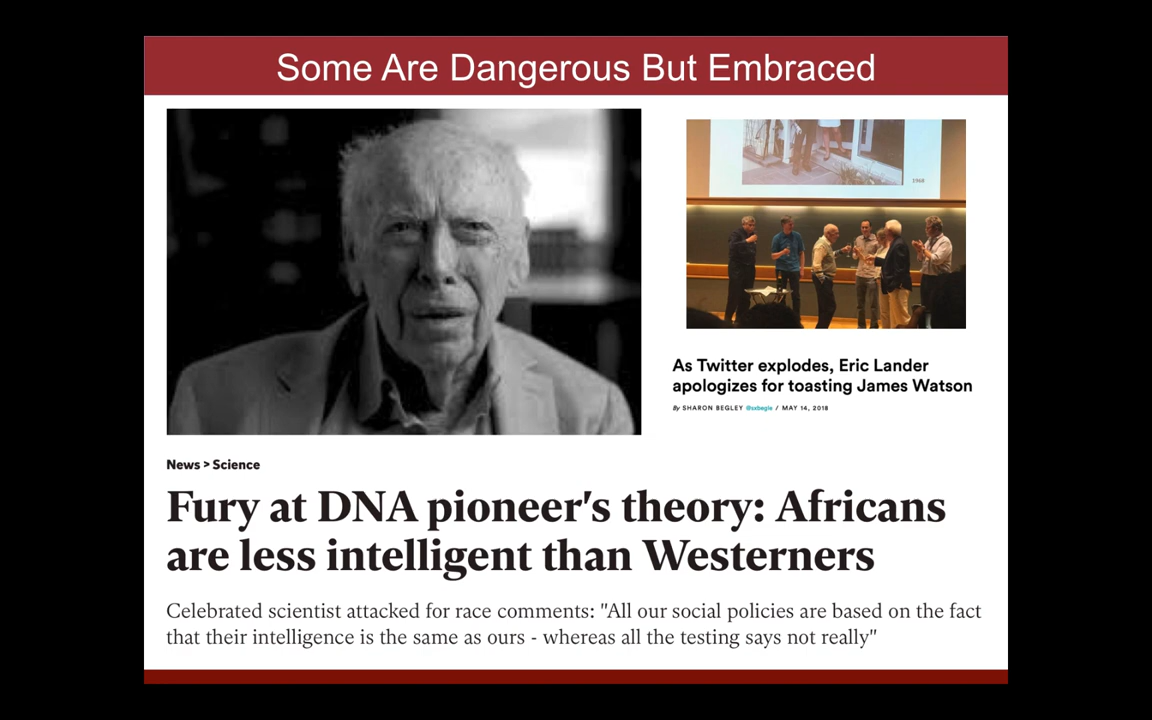 Some Are Dangerous But Embraced
1968
As Twitter explodes, Eric Lander
apologizes for toasting James Watson
By SHARON BEGLEY @sxbegle / MAY 14, 2018
News > Science
Fury at DNA pioneer's theory: Africans
are less intelligent than Westerners
Celebrated scientist attacked for race comments: "All our social policies are based on the fact
that their intelligence is the same as ours - whereas all the testing says not really"